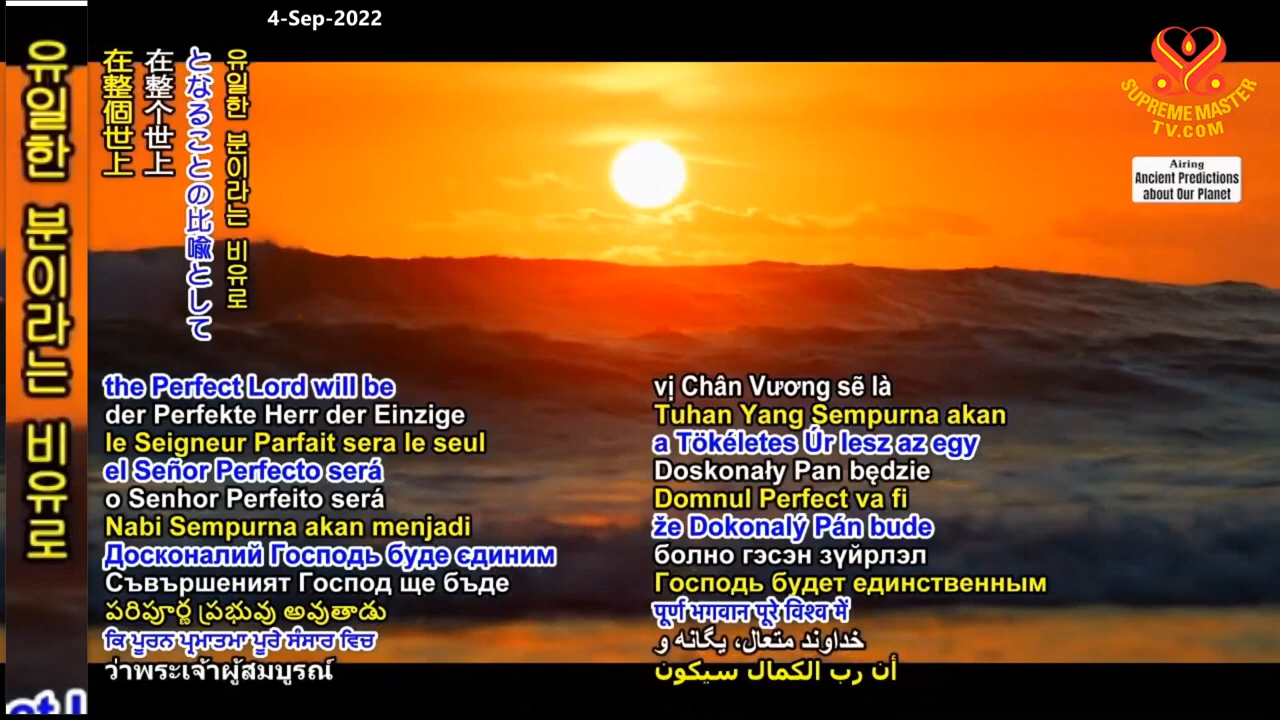 4-Sep-2022
SUPREME MASTER
TV.COM
Airing
Ancient Predictions
about Our Planet
유일한 분이라는 비유로
在整個世上
在整个世上
となることの比喩として
유일한 분이라는 비유로
the Perfect Lord will be
der Perfekte Herr der Einzige
le Seigneur Parfait sera le seul
el Señor Perfecto será
o Senhor Perfeito será
Nabi Sempurna akan menjadi
Досконалий Господь буде єдиним
Съвършеният Господ ще бъде
పరిపూర్ణ ప్రభువు అవుతాడు
ਕਿ ਪੂਰਨ ਪ੍ਰਮਾਤਮਾ ਪੂਰੇ ਸੰਸਾਰ ਵਿਚ
ว่าพระเจ้าผู้สมบูรณ์
vị Chân Vương sẽ là
Tuhan Yang Sempurna akan
a Tökéletes Úr lesz az egy
Doskonały Pan będzie
Domnul Perfect va fi
že Dokonalý Pán bude
болно гэсэн зүйрлэл
Господь будет единственным
पूर्ण भगवान पूरे विश्व में
خداوند متعال، یگانه و
أن رب الكمال سيكون